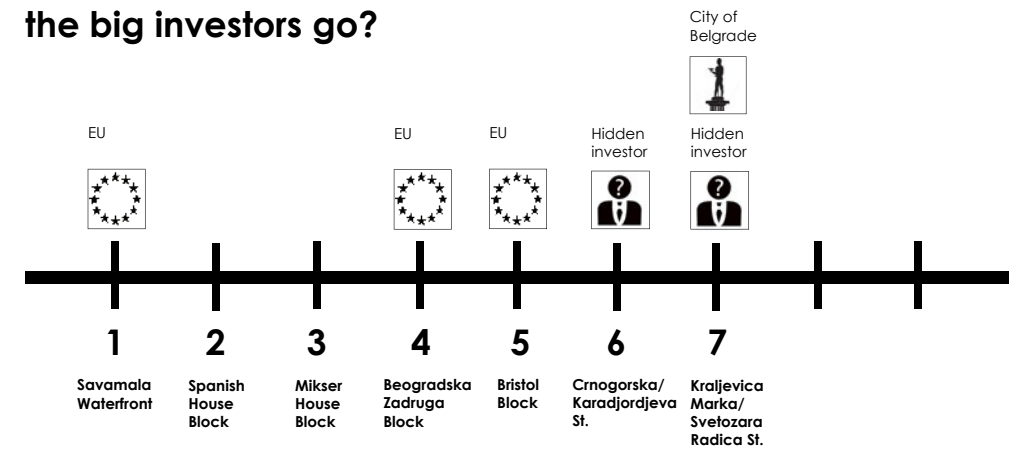 the big investors go?
City of
Belgrade
EU
EU
EU
Hidden
investor
Hidden
investor
?
?
1
2
3
4
5
6
7
Savamala
Waterfront
Spanish
House
Block
Mikser
House
Block
Beogradska
Zadruga
Block
Bristol
Block
Crnogorska/
Karadjordjeva
St.
Kraljevica
Marka/
Svetozara
Radica St.